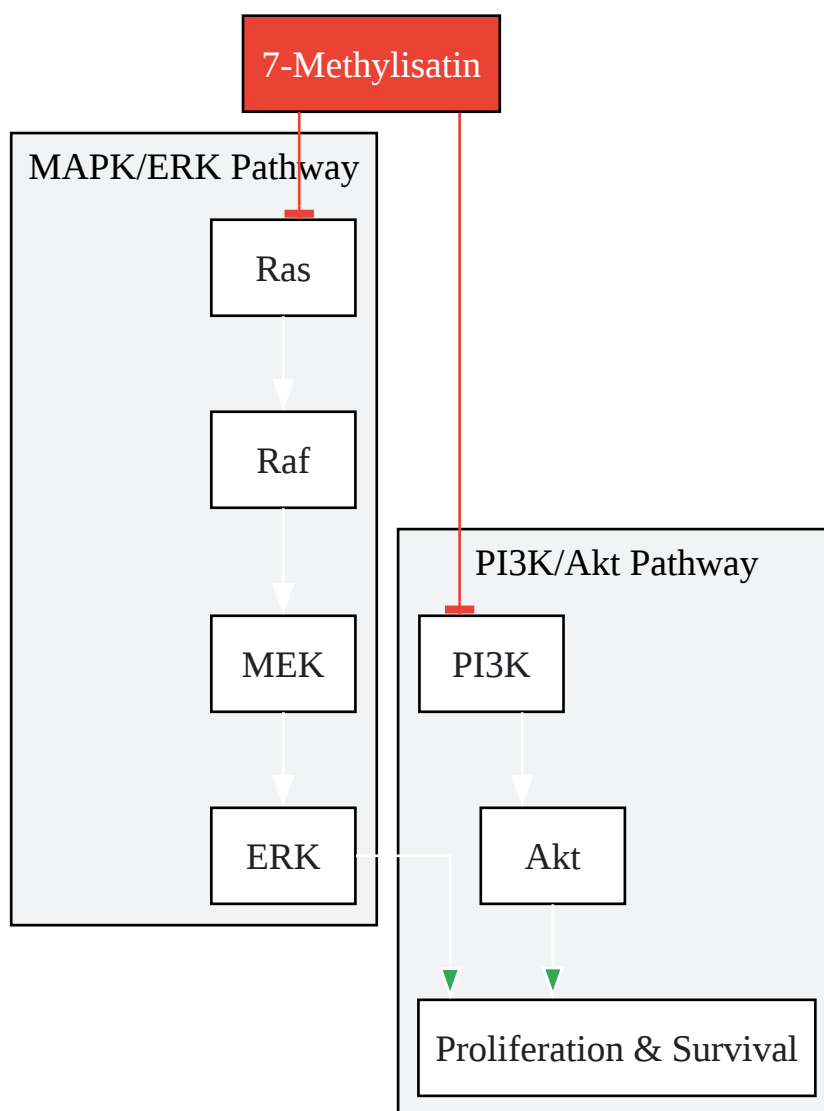 7-Methylisatin
MAPK/ERK Pathway
Ras
Raf
PI3K/Akt Pathway
MEK
PI3K
ERK
Akt
Proliferation & Survival